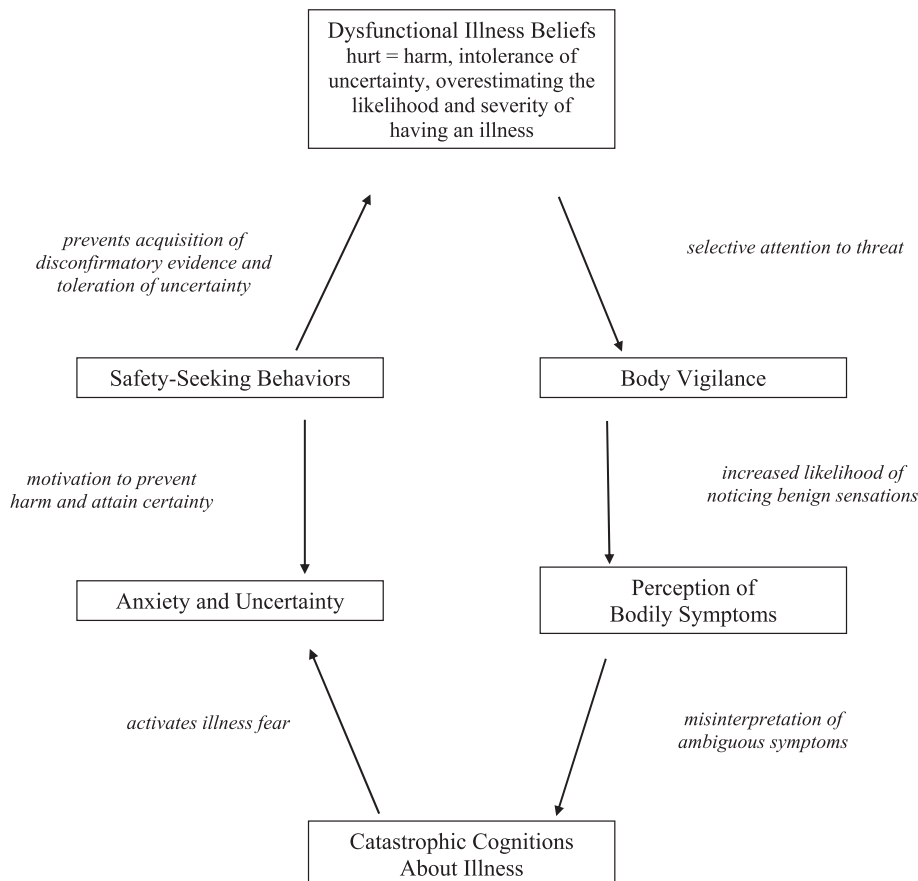 Dysfunctional Illness Beliefs
hurt = harm, intolerance of
uncertainty, overestimating the
likelihood and severity of
having an illness
prevents acquisition of
disconfirmatory evidence and
toleration of uncertainty
selective attention to threat
Safety-Seeking Behaviors
Body Vigilance
motivation to prevent
harm and attain certainty
increased likelihood of
noticing benign sensations
Anxiety and Uncertainty
Perception of
Bodily Symptoms
activates illness fear
misinterpretation of
ambiguous symptoms
Catastrophic Cognitions
About Illness